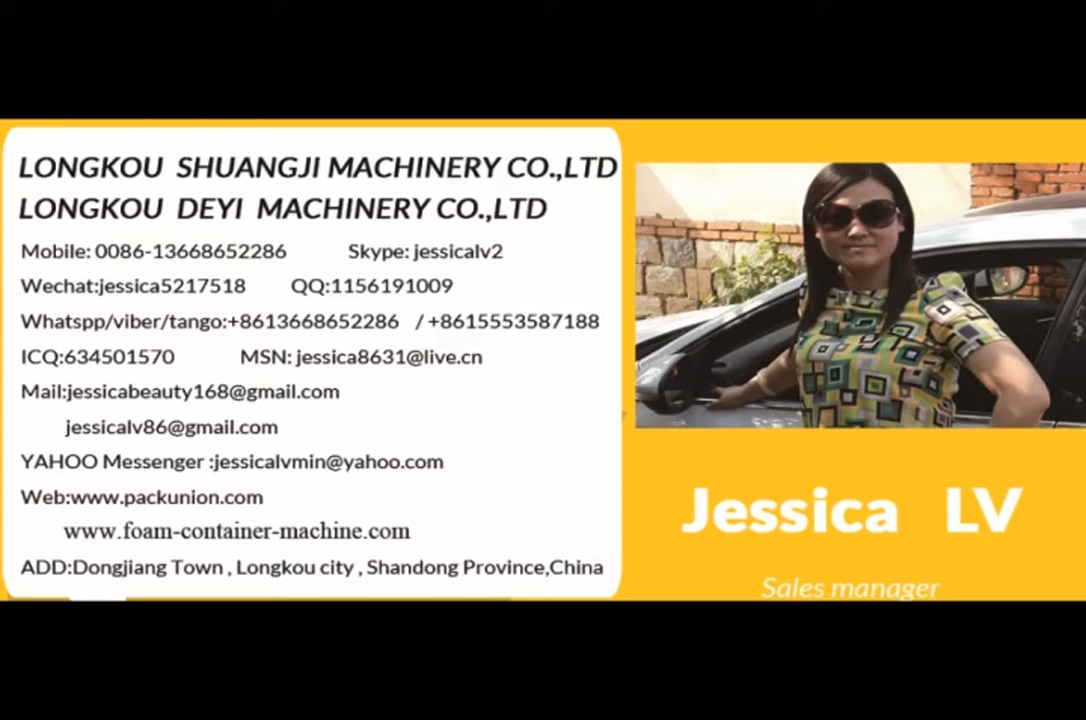 LONGKOU SHUANGJI MACHINERY CO.,LTD
LONGKOU DEYI MACHINERY CO.,LTD
Mobile: 0086-13668652286 Skype: jessicalv2
Wechat:jessica5217518 QQ:1156191009
Whatspp/viber/tango:+8613668652286 / +8615553587188
ICQ:634501570 MSN: jessica8631@live.cn
Mail:jessicabeauty168@gmail.com
jessicalv86@gmail.com
YAHOO Messenger :jessicalvmin@yahoo.com
Web:www.packunion.com
www.foam-container-machine.com
ADD:Dongjiang Town , Longkou city , Shandong Province,China
Jessica LV
Sales manager